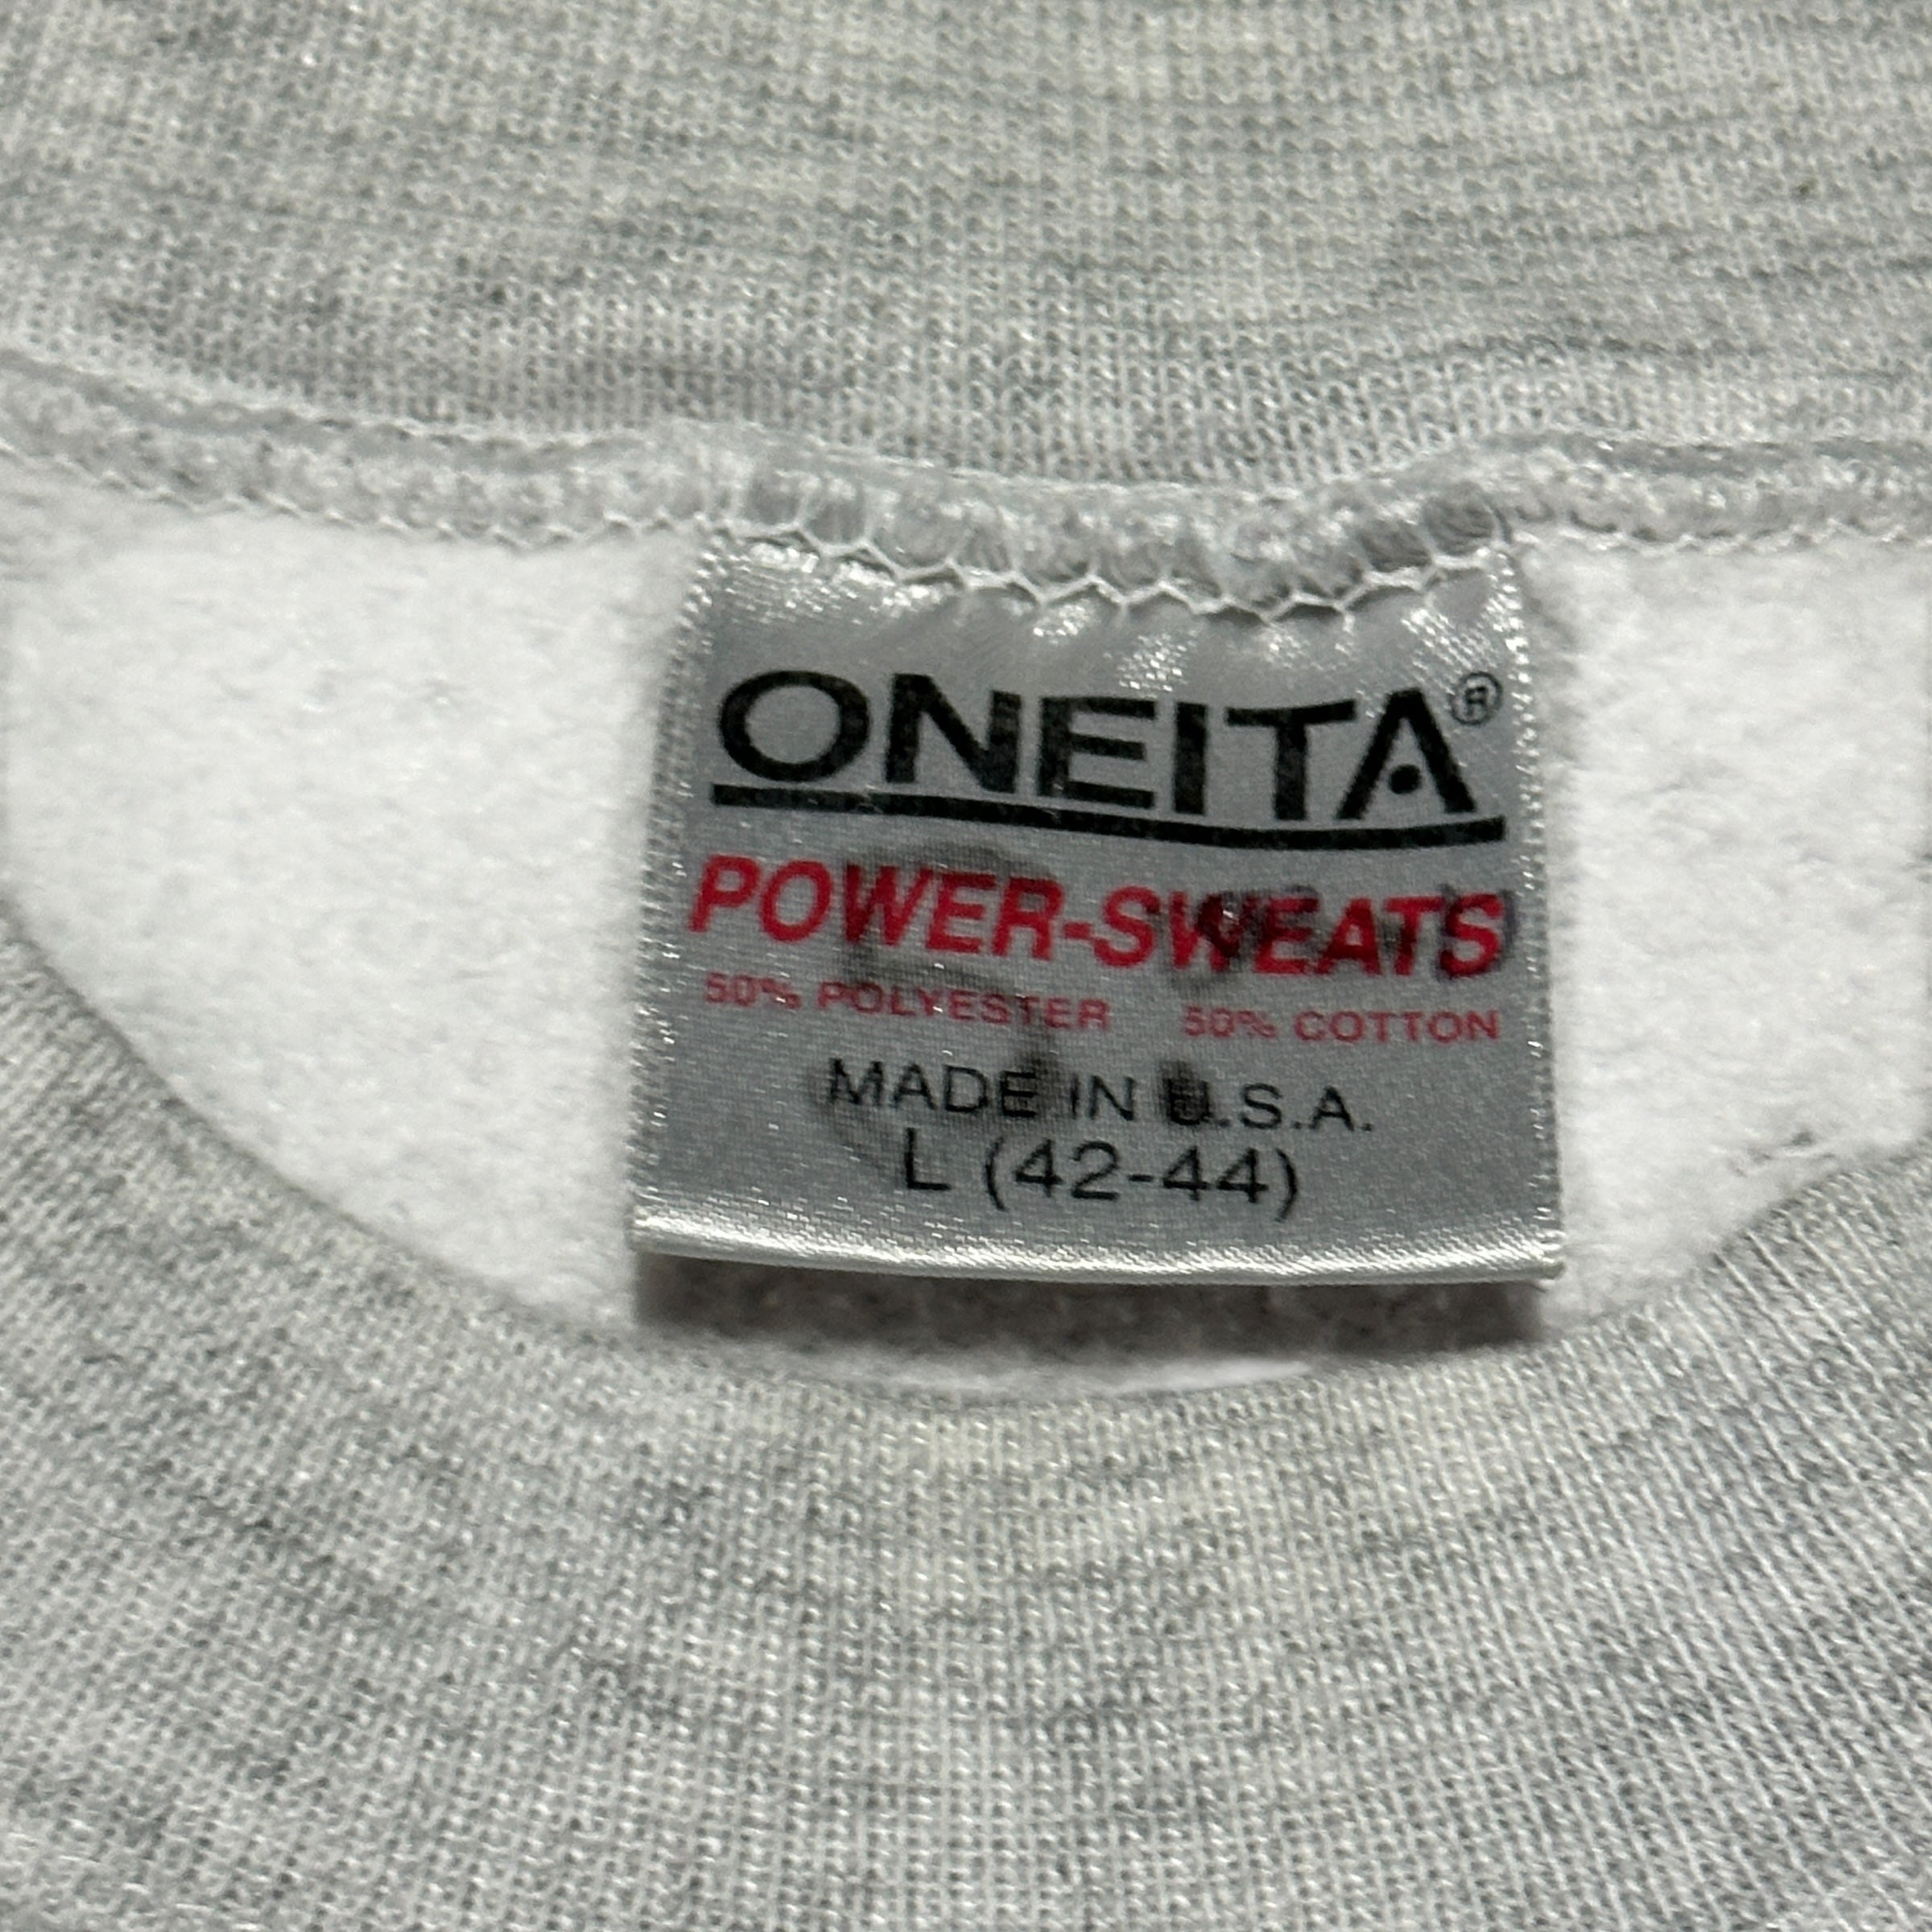 ONEITA®
POWER-SWEATS
50% POLYESTER 50% COTTON
MADE IN U.S.A.
L (42-44)